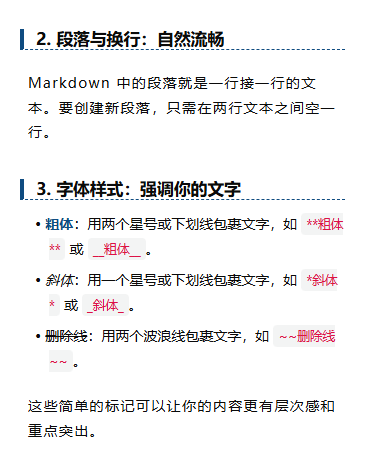 2. 段落与换行：自然流畅
Markdown 中的段落就是一行接一行的文
本。要创建新段落，只需在两行文本之间空一
行。
3. 字体样式：强调你的文字
• 粗体：用两个星号或下划线包裹文字，如 **粗体
** 或 __粗体__ 。
• 斜体：用一个星号或下划线包裹文字，如 *斜体
* 或 _斜体_ 。
• 删除线：用两个波浪线包裹文字，如 ~~删除线
~~ 。
这些简单的标记可以让你的内容更有层次感和
重点突出。